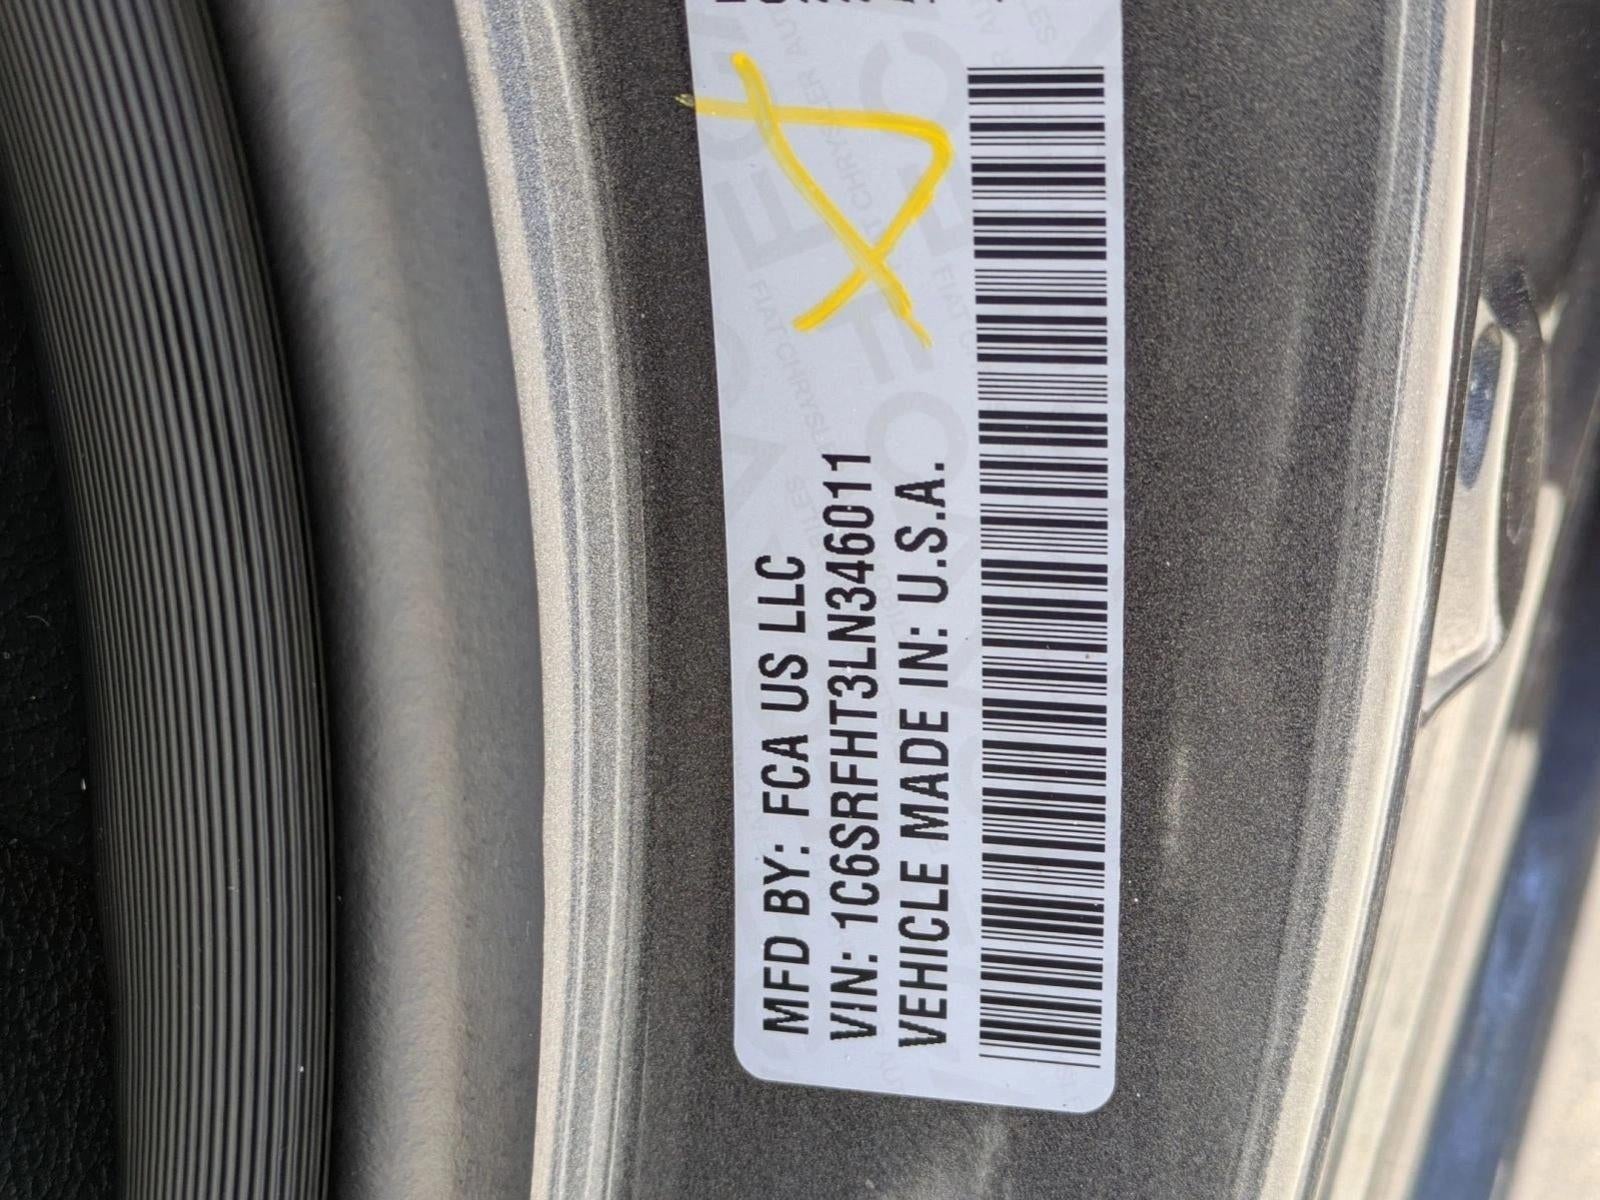 MFD BY: FCA US LLC
VIN: 1C6SRFHT3LN346011
VEHICLE MADE IN: U.S.A.